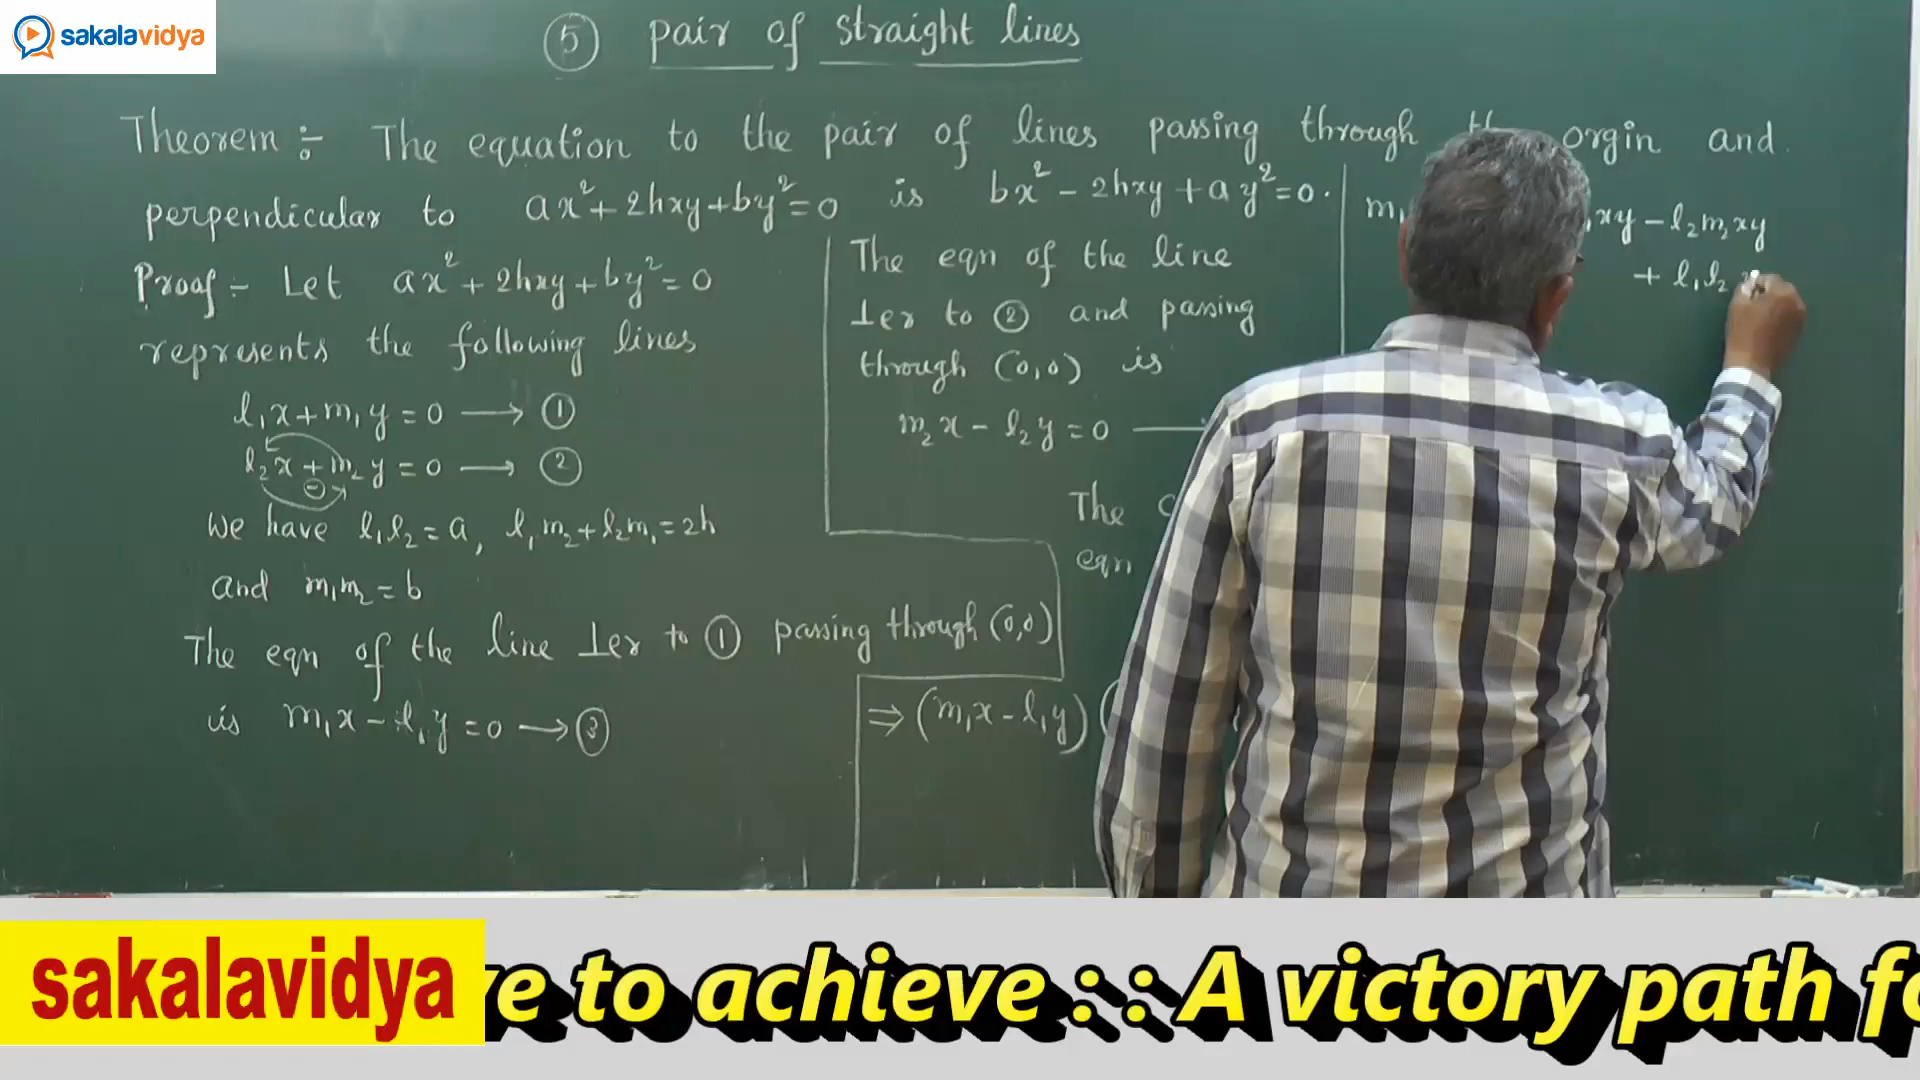 sakalavidya
⑤ pair of straight lines
Theorem :- The equation to the pair of lines passing through orgin and
perpendicular to ax²+2hxy+by²=0 is bx²-2hxy+ay²=0.
Proof :- Let ax²+2hxy+by²=0
represents the following lines
l₁x+m₁y=0 → ①
l₂x+m₂y=0 → ②
⊖
We have l₁l₂=a, l₁m₂+l₂m₁=2h
and m₁m₂=b
The eqn of the line ⊥er to ① passing through (0,0)
is m₁x-l₁y=0 → ③
The eqn of the line
⊥er to ② and passing
through (0,0) is
m₂x-l₂y=0
The
eqn
⇒ (m₁x-l₁y)(
m₁ xy-l₂m₂xy
+ l₁l₂
sakalavidya
to achieve :: A victory path